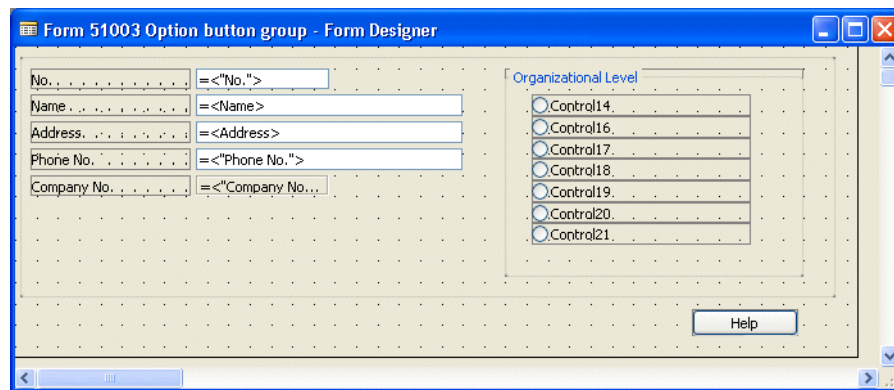 Form 51003 Option button group - Form Designer
No. . . . . . . . . . . . . =<"No.">
Name . . . . . . . . . . . =<Name>
Address. . . . . . . . . . =<Address>
Phone No. . . . . . . . . =<"Phone No.">
Company No. . . . . . . =<"Company No...
Organizational Level
Control14
Control16
Control17
Control18
Control19
Control20
Control21
Help